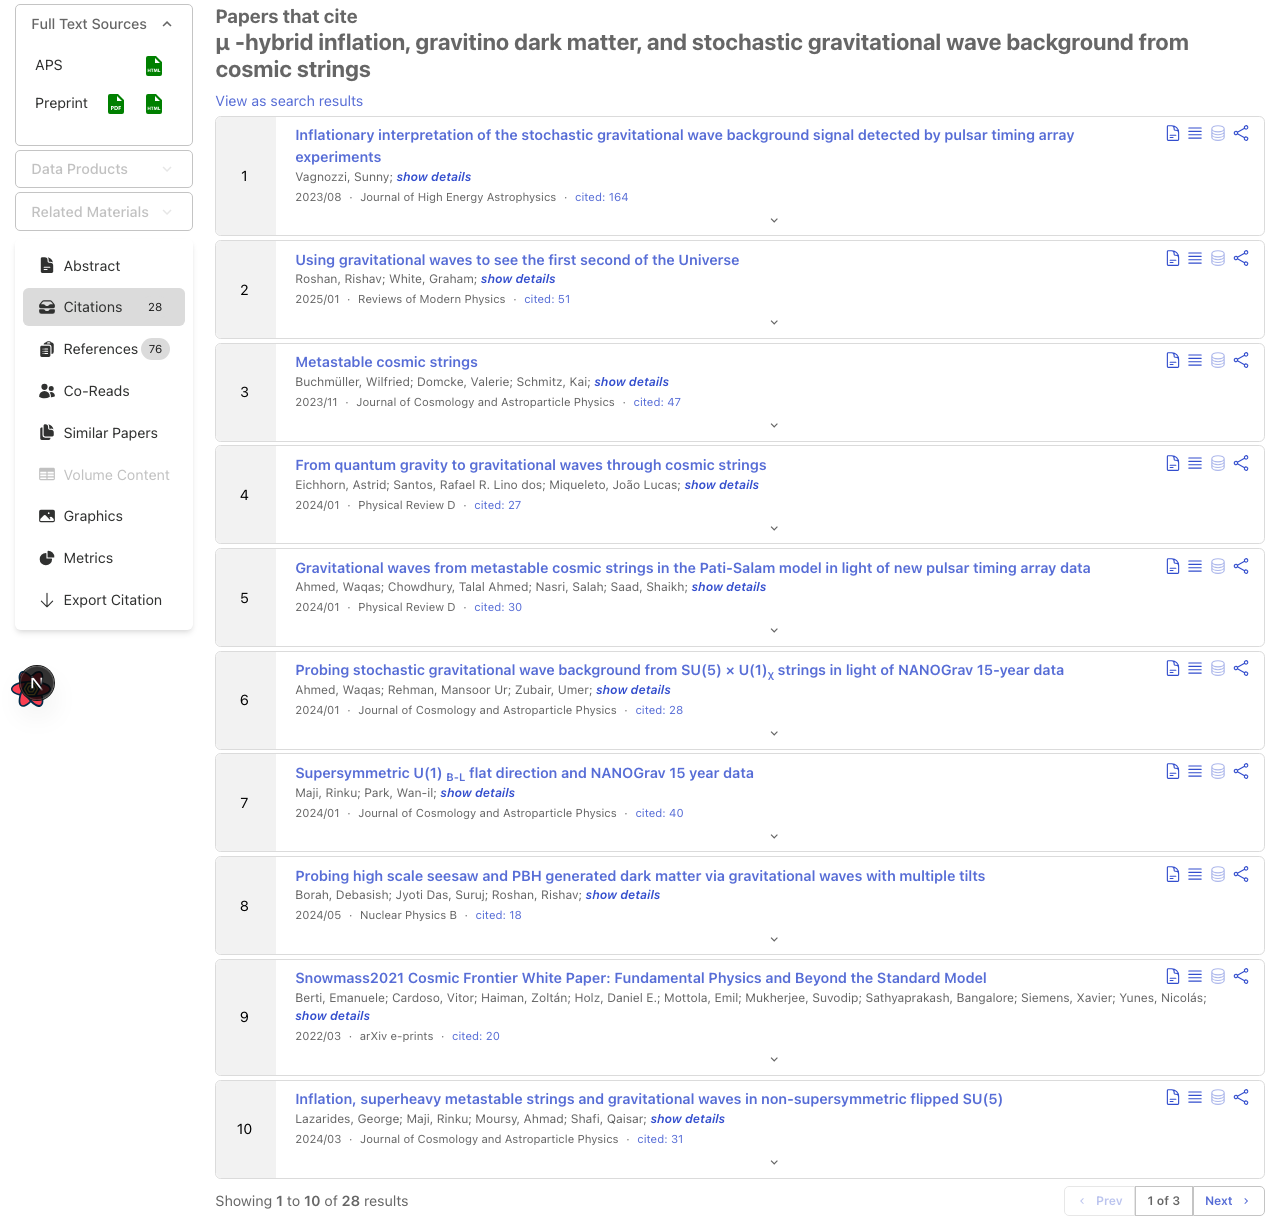 Full Text Sources
APS
HTML
Preprint
PDF
HTML
Data Products
Related Materials
Abstract
Citations 28
References 76
Co-Reads
Similar Papers
Volume Content
Graphics
Metrics
Export Citation
N
Papers that cite
μ -hybrid inflation, gravitino dark matter, and stochastic gravitational wave background from
cosmic strings
View as search results
1
Inflationary interpretation of the stochastic gravitational wave background signal detected by pulsar timing array
experiments
Vagnozzi, Sunny; show details
2023/08 · Journal of High Energy Astrophysics · cited: 164
2
Using gravitational waves to see the first second of the Universe
Roshan, Rishav; White, Graham; show details
2025/01 · Reviews of Modern Physics · cited: 51
3
Metastable cosmic strings
Buchmüller, Wilfried; Domcke, Valerie; Schmitz, Kai; show details
2023/11 · Journal of Cosmology and Astroparticle Physics · cited: 47
4
From quantum gravity to gravitational waves through cosmic strings
Eichhorn, Astrid; Santos, Rafael R. Lino dos; Miqueleto, João Lucas; show details
2024/01 · Physical Review D · cited: 27
5
Gravitational waves from metastable cosmic strings in the Pati-Salam model in light of new pulsar timing array data
Ahmed, Waqas; Chowdhury, Talal Ahmed; Nasri, Salah; Saad, Shaikh; show details
2024/01 · Physical Review D · cited: 30
6
Probing stochastic gravitational wave background from SU(5) × U(1)χ strings in light of NANOGrav 15-year data
Ahmed, Waqas; Rehman, Mansoor Ur; Zubair, Umer; show details
2024/01 · Journal of Cosmology and Astroparticle Physics · cited: 28
7
Supersymmetric U(1) B-L flat direction and NANOGrav 15 year data
Maji, Rinku; Park, Wan-il; show details
2024/01 · Journal of Cosmology and Astroparticle Physics · cited: 40
8
Probing high scale seesaw and PBH generated dark matter via gravitational waves with multiple tilts
Borah, Debasish; Jyoti Das, Suruj; Roshan, Rishav; show details
2024/05 · Nuclear Physics B · cited: 18
9
Snowmass2021 Cosmic Frontier White Paper: Fundamental Physics and Beyond the Standard Model
Berti, Emanuele; Cardoso, Vitor; Haiman, Zoltán; Holz, Daniel E.; Mottola, Emil; Mukherjee, Suvodip; Sathyaprakash, Bangalore; Siemens, Xavier; Yunes, Nicolás;
show details
2022/03 · arXiv e-prints · cited: 20
10
Inflation, superheavy metastable strings and gravitational waves in non-supersymmetric flipped SU(5)
Lazarides, George; Maji, Rinku; Moursy, Ahmad; Shafi, Qaisar; show details
2024/03 · Journal of Cosmology and Astroparticle Physics · cited: 31
Showing 1 to 10 of 28 results
Prev 1 of 3 Next